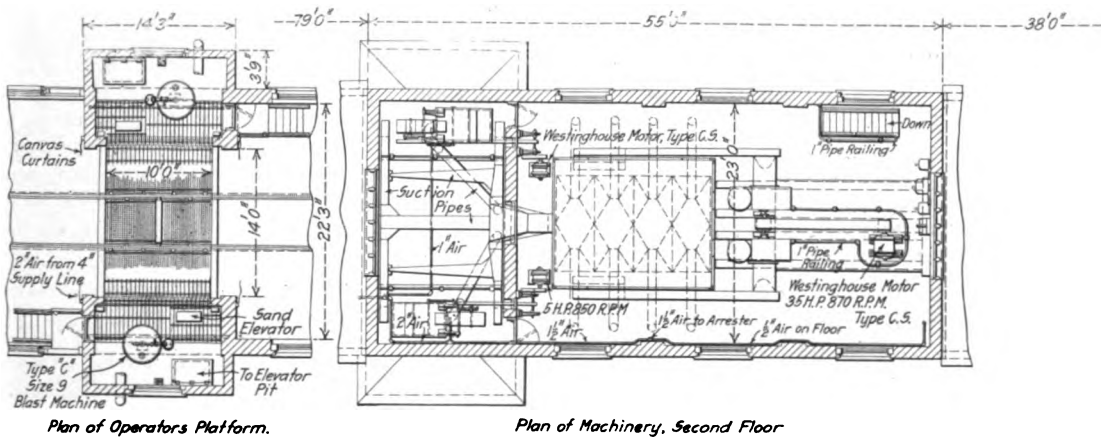 14'3"
79'0"
55'0"
38'0"
3'9"
Canvas
Curtains
10'0"
14'0"
22'3"
2" Air from 4"
Supply Line
Sand
Elevator
Type "C"
Size 9
Blast Machine
To Elevator
Pit
Plan of Operators Platform.
Westinghouse Motor, Type C.S.
Down
1" Pipe Railing
23'0"
Suction
Pipes
1" Air
1" Pipe
Railing
Westinghouse Motor
35 H.P. 870 R.P.M.
Type C.S.
5 H.P. 850 R.P.M
2" Air
1½" Air
1½" Air to Arrester
½" Air on Floor
Plan of Machinery, Second Floor